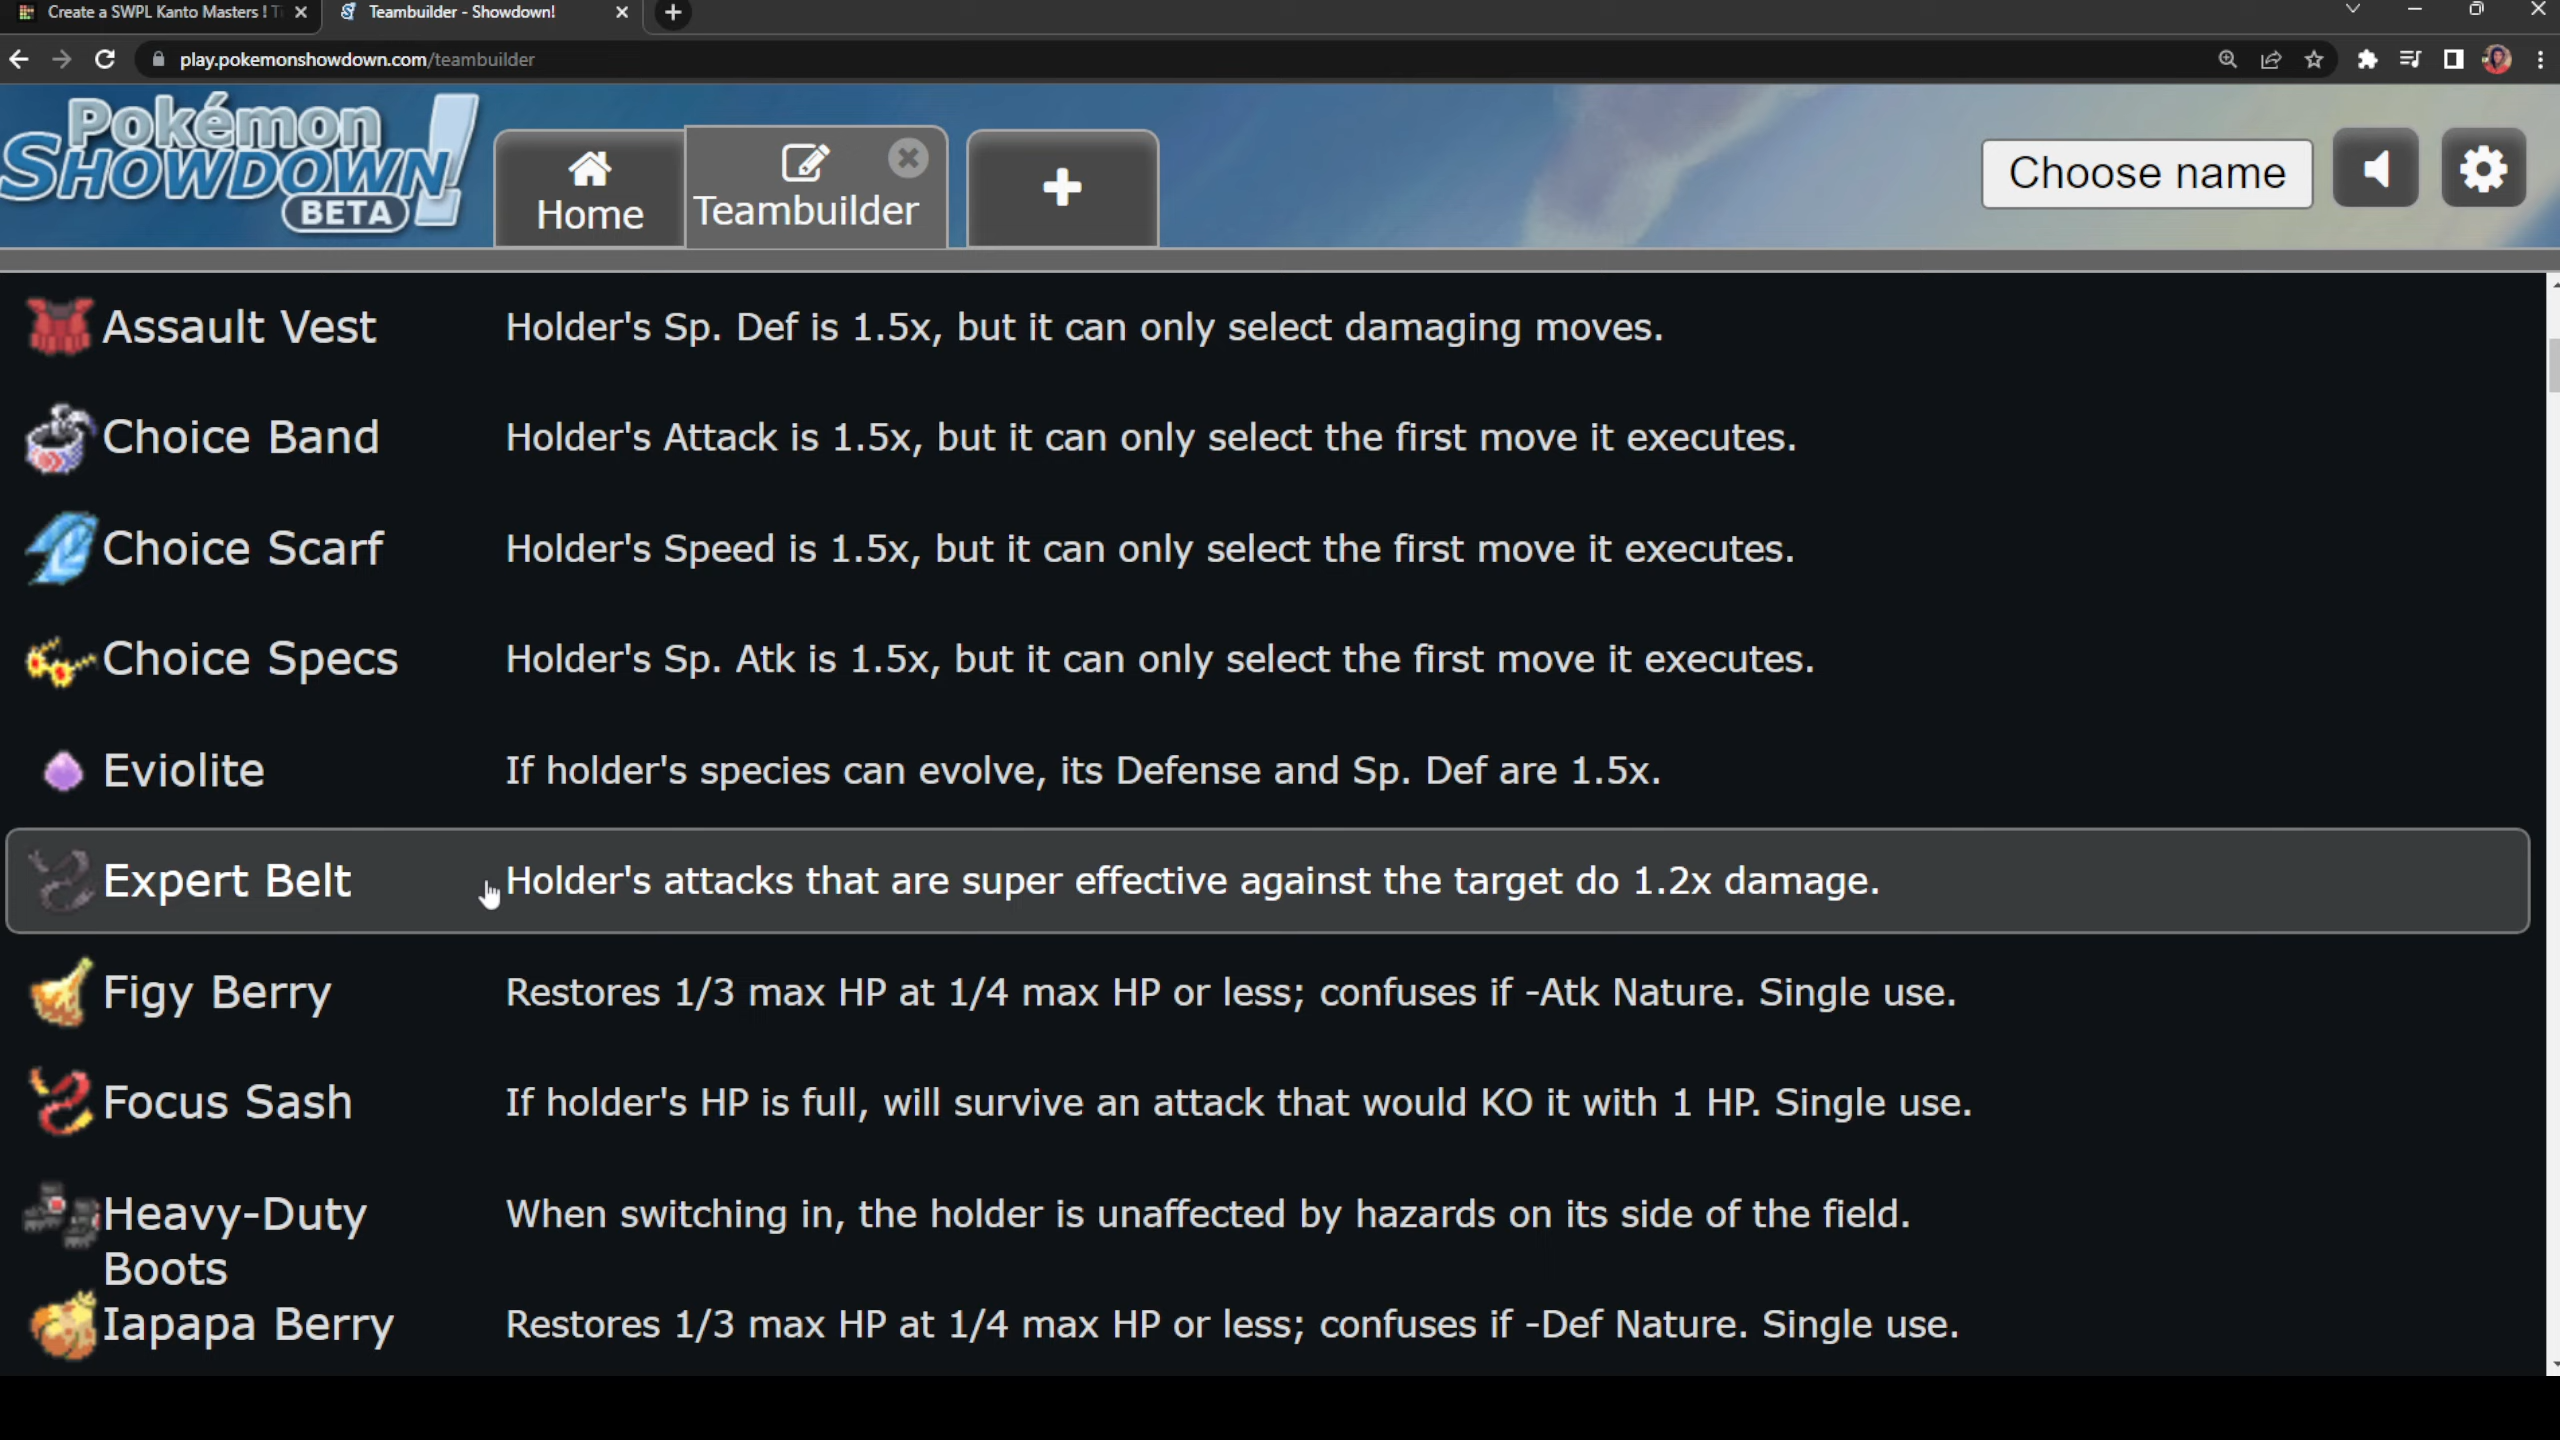 Create a SWPL Kanto Masters ! Ti
Teambuilder - Showdown!
play.pokemonshowdown.com/teambuilder
Pokémon
SHOWDOWN!
BETA
Home
Teambuilder
Choose name
Assault Vest Holder's Sp. Def is 1.5x, but it can only select damaging moves.
Choice Band Holder's Attack is 1.5x, but it can only select the first move it executes.
Choice Scarf Holder's Speed is 1.5x, but it can only select the first move it executes.
Choice Specs Holder's Sp. Atk is 1.5x, but it can only select the first move it executes.
Eviolite If holder's species can evolve, its Defense and Sp. Def are 1.5x.
Expert Belt Holder's attacks that are super effective against the target do 1.2x damage.
Figy Berry Restores 1/3 max HP at 1/4 max HP or less; confuses if -Atk Nature. Single use.
Focus Sash If holder's HP is full, will survive an attack that would KO it with 1 HP. Single use.
Heavy-Duty When switching in, the holder is unaffected by hazards on its side of the field.
Boots
Iapapa Berry Restores 1/3 max HP at 1/4 max HP or less; confuses if -Def Nature. Single use.